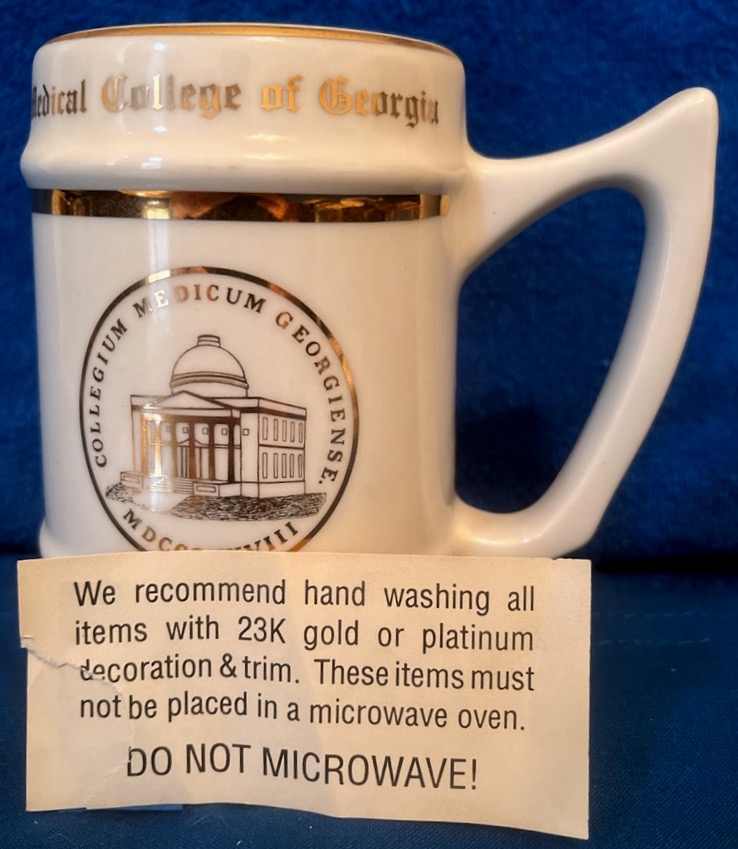 Medical College of Georgia
COLLEGIUM MEDICUM GEORGIENSE.
We recommend hand washing all
items with 23K gold or platinum
decoration & trim. These items must
not be placed in a microwave oven.
DO NOT MICROWAVE!